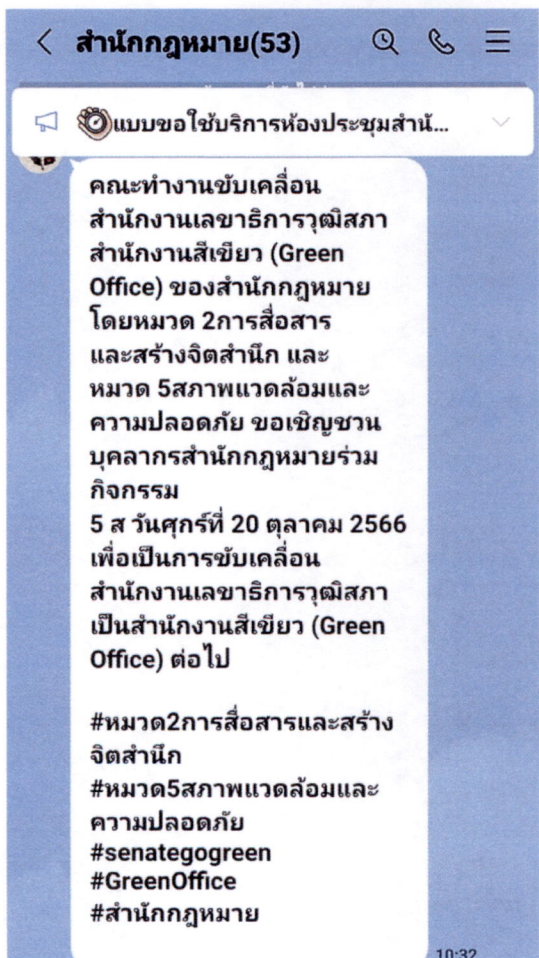 สำนักกฎหมาย(53)
แบบขอใช้บริการห้องประชุมสำนั...
คณะทำงานขับเคลื่อน
สำนักงานเลขาธิการวุฒิสภา
สำนักงานสีเขียว (Green
Office) ของสำนักกฎหมาย
โดยหมวด 2การสื่อสาร
และสร้างจิตสำนึก และ
หมวด 5สภาพแวดล้อมและ
ความปลอดภัย ขอเชิญชวน
บุคลากรสำนักกฎหมายร่วม
กิจกรรม
5 ส วันศุกร์ที่ 20 ตุลาคม 2566
เพื่อเป็นการขับเคลื่อน
สำนักงานเลขาธิการวุฒิสภา
เป็นสำนักงานสีเขียว (Green
Office) ต่อไป
#หมวด2การสื่อสารและสร้าง
จิตสำนึก
#หมวด5สภาพแวดล้อมและ
ความปลอดภัย
#senategogreen
#GreenOffice
#สำนักกฎหมาย
10:32